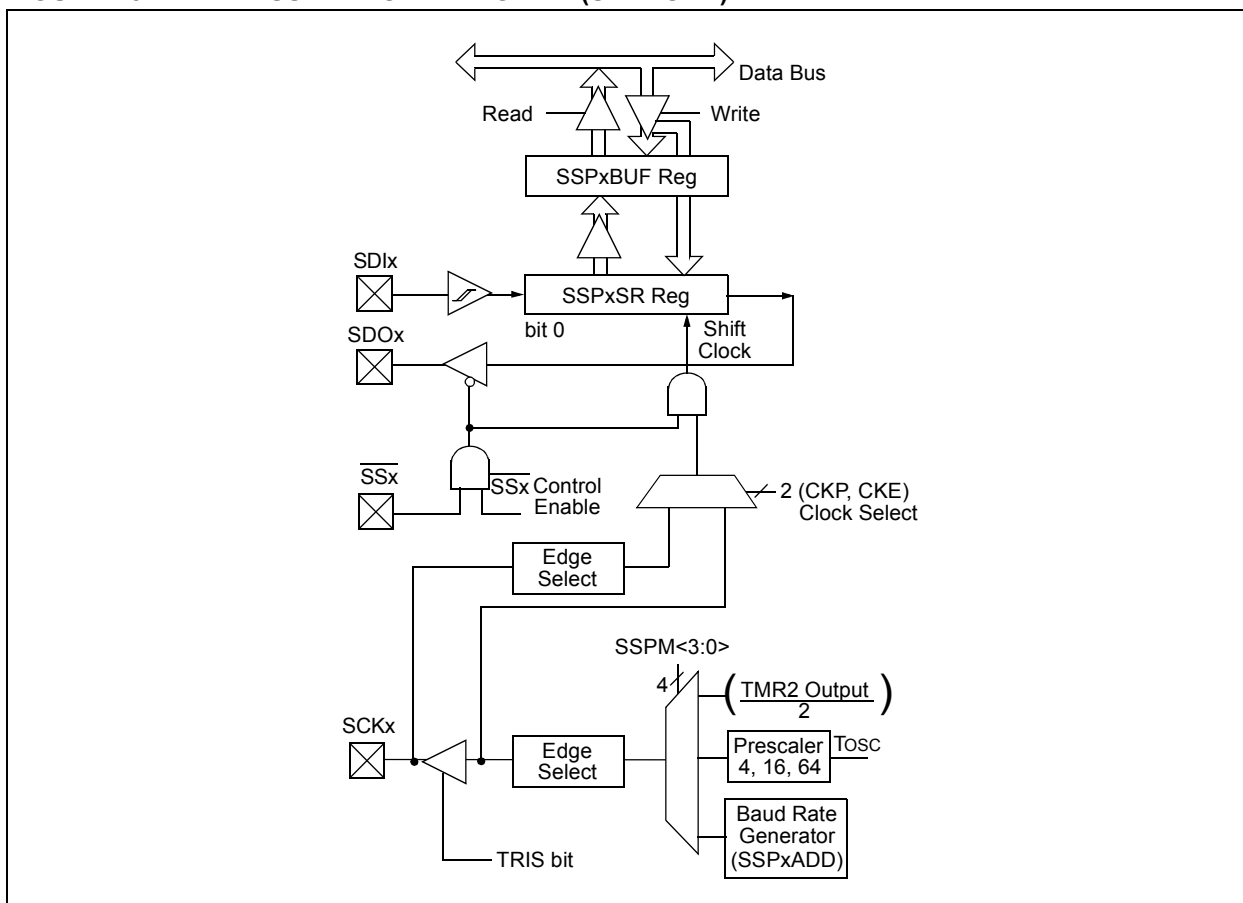 Data Bus
Read
Write
SSPxBUF Reg
SDIx
SSPxSR Reg
bit 0
Shift
Clock
SDOx
SSx
SSx Control
Enable
2 (CKP, CKE)
Clock Select
Edge
Select
SSPM<3:0>
4
( TMR2 Output )
2
SCKx
Edge
Select
Prescaler
4, 16, 64
TOSC
Baud Rate
Generator
(SSPxADD)
TRIS bit